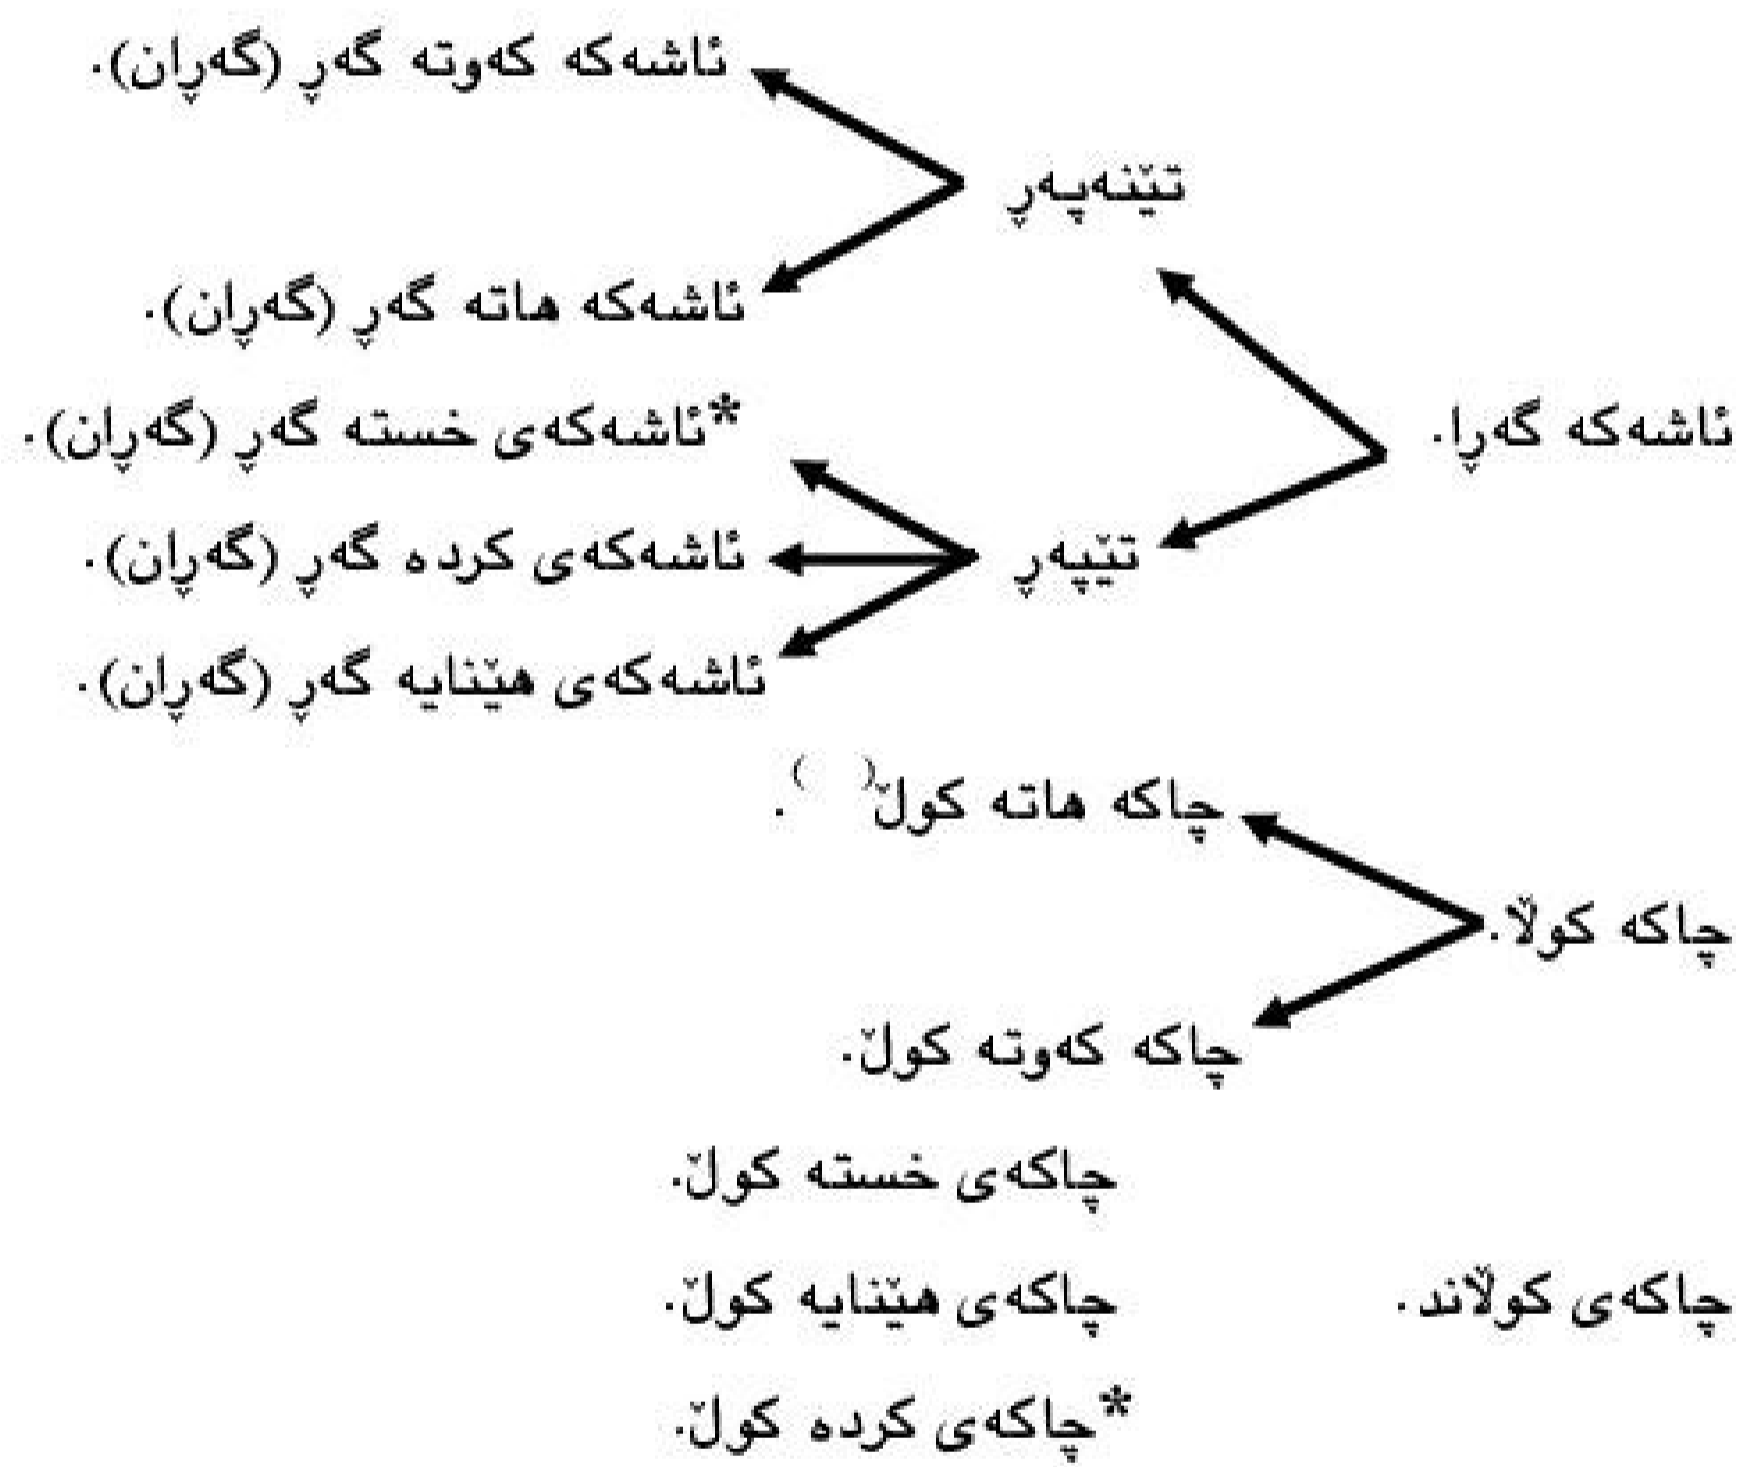 ئاشەکە کەوتە گەڕ (گەڕان).
تێنەپەڕ
ئاشەکە هاتە گەڕ (گەڕان).
*ئاشەکەی خستە گەڕ (گەڕان).
ئاشەکە گەڕا.
ئاشەکەی کردە گەڕ (گەڕان).
تێپەڕ
ئاشەکەی هێنایە گەڕ (گەڕان).
چاکە هاتە کوڵ( ).
چاکە کوڵا.
چاکە کەوتە کوڵ.
چاکەی خستە کوڵ.
چاکەی هێنایە کوڵ.
چاکەی کوڵاند.
*چاکەی کردە کوڵ.